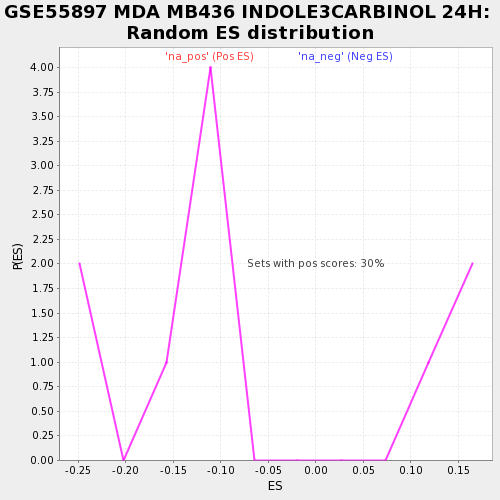 GSE55897 MDA MB436 INDOLE3CARBINOL 24H:
Random ES distribution
'na_pos' (Pos ES) 'na_neg' (Neg ES)
4.00
3.75
3.50
3.25
3.00
2.75
2.50
2.25
2.00
1.75
1.50
1.25
1.00
0.75
0.50
0.25
0.00
P(ES)
Sets with pos scores: 30%
-0.25 -0.20 -0.15 -0.10 -0.05 0.00 0.05 0.10 0.15
ES